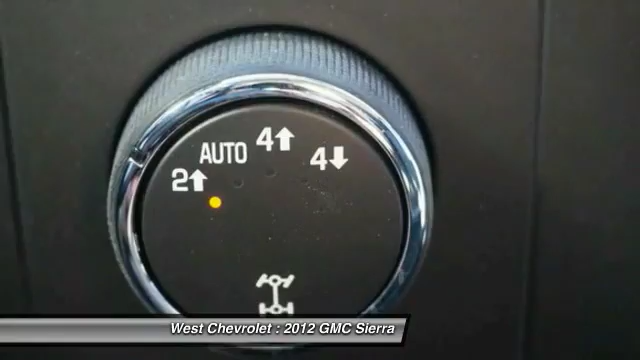 2↑ AUTO 4↑ 4↓
West Chevrolet : 2012 GMC Sierra